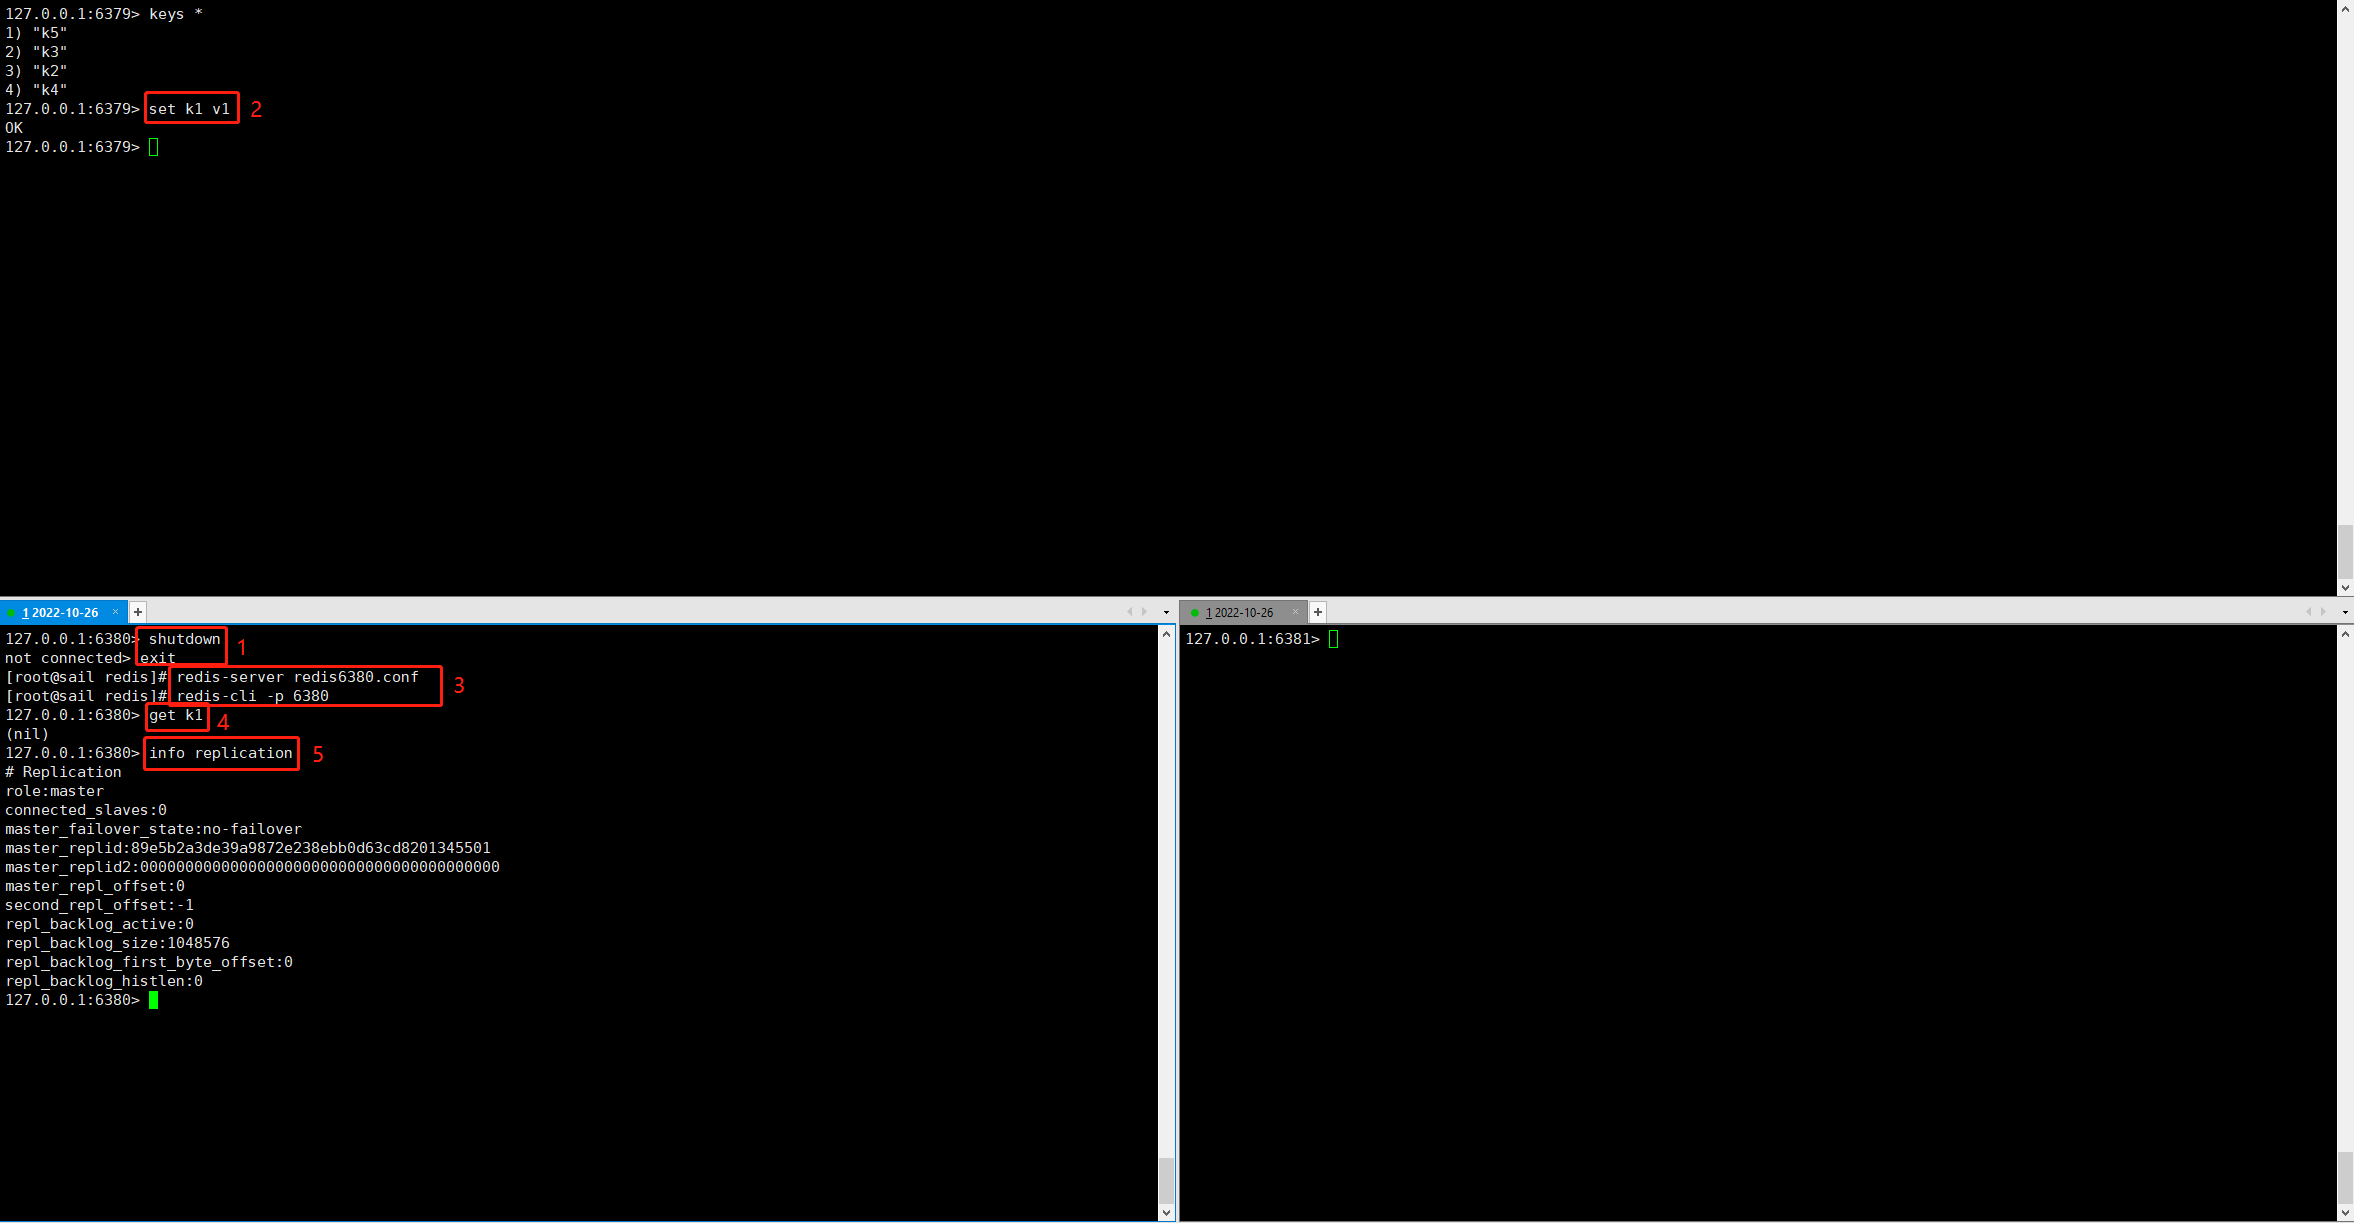 127.0.0.1:6379> keys *
1) "k5"
2) "k3"
3) "k2"
4) "k4"
127.0.0.1:6379> set k1 v1 2
OK
127.0.0.1:6379>
1 2022-10-26 × +
127.0.0.1:6380> shutdown
not connected> exit 1
[root@sail redis]# redis-server redis6380.conf
[root@sail redis]# redis-cli -p 6380 3
127.0.0.1:6380> get k1 4
(nil)
127.0.0.1:6380> info replication 5
# Replication
role:master
connected_slaves:0
master_failover_state:no-failover
master_replid:89e5b2a3de39a9872e238ebb0d63cd8201345501
master_replid2:0000000000000000000000000000000000000000
master_repl_offset:0
second_repl_offset:-1
repl_backlog_active:0
repl_backlog_size:1048576
repl_backlog_first_byte_offset:0
repl_backlog_histlen:0
127.0.0.1:6380>
1 2022-10-26 × +
127.0.0.1:6381>